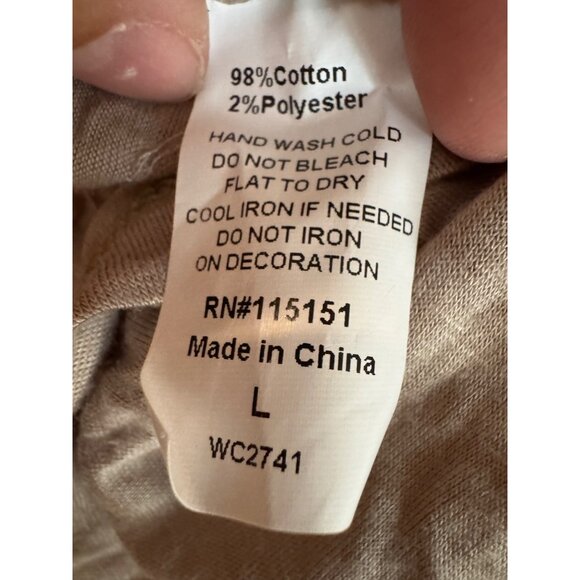 98%Cotton
2%Polyester
HAND WASH COLD
DO NOT BLEACH
FLAT TO DRY
COOL IRON IF NEEDED
DO NOT IRON
ON DECORATION
RN#115151
Made in China
L
WC2741